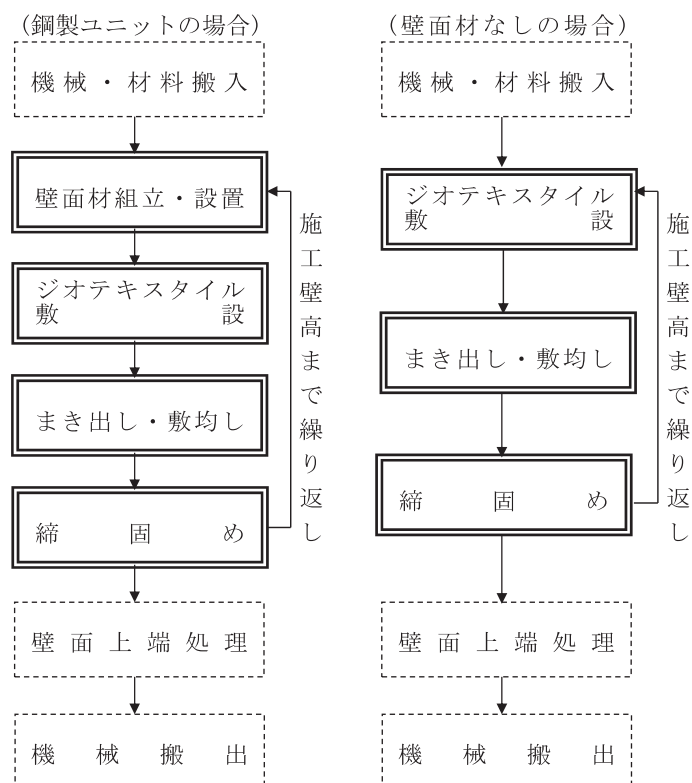 (鋼製ユニットの場合)
機械・材料搬入
壁面材組立・設置
ジオテキスタイル
敷設
まき出し・敷均し
締固め
施工壁高まで繰り返し
壁面上端処理
機械搬出
(壁面材なしの場合)
機械・材料搬入
ジオテキスタイル
敷設
まき出し・敷均し
締固め
施工壁高まで繰り返し
壁面上端処理
機械搬出